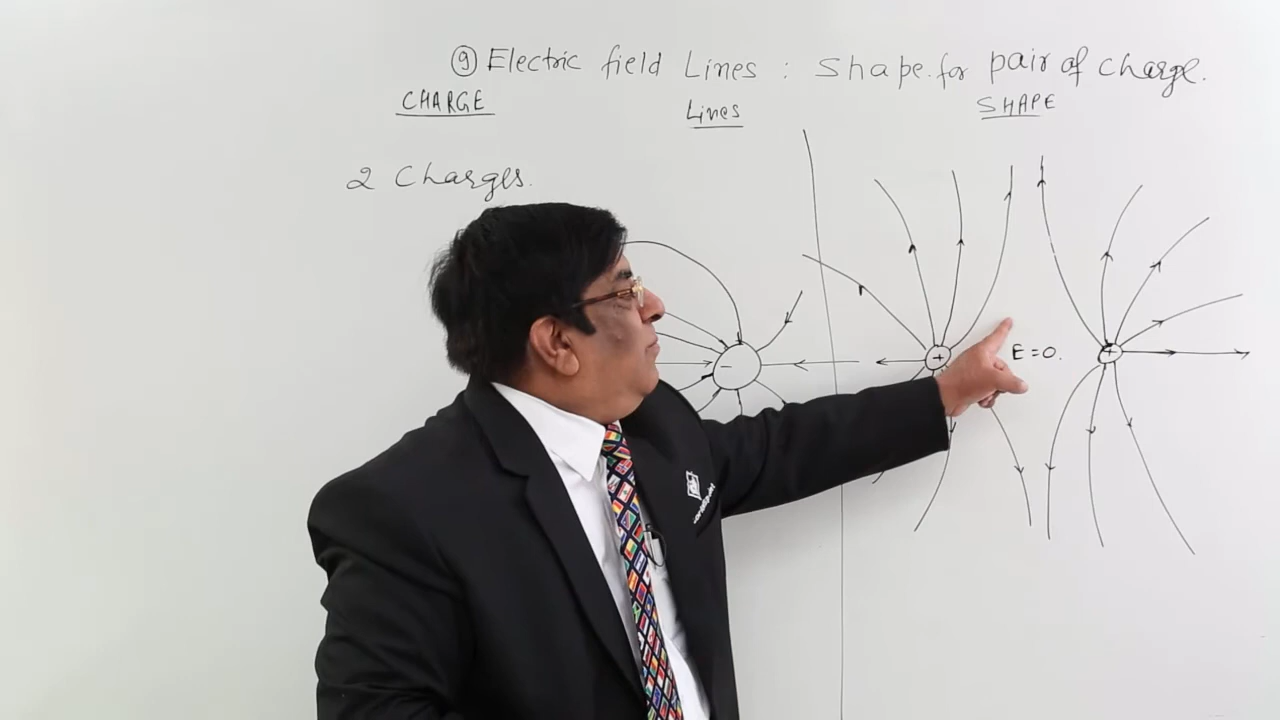 ⑨ Electric field Lines : Shape for pair of charge.
CHARGE Lines SHAPE
2 Charges.
-
+ E = 0. +